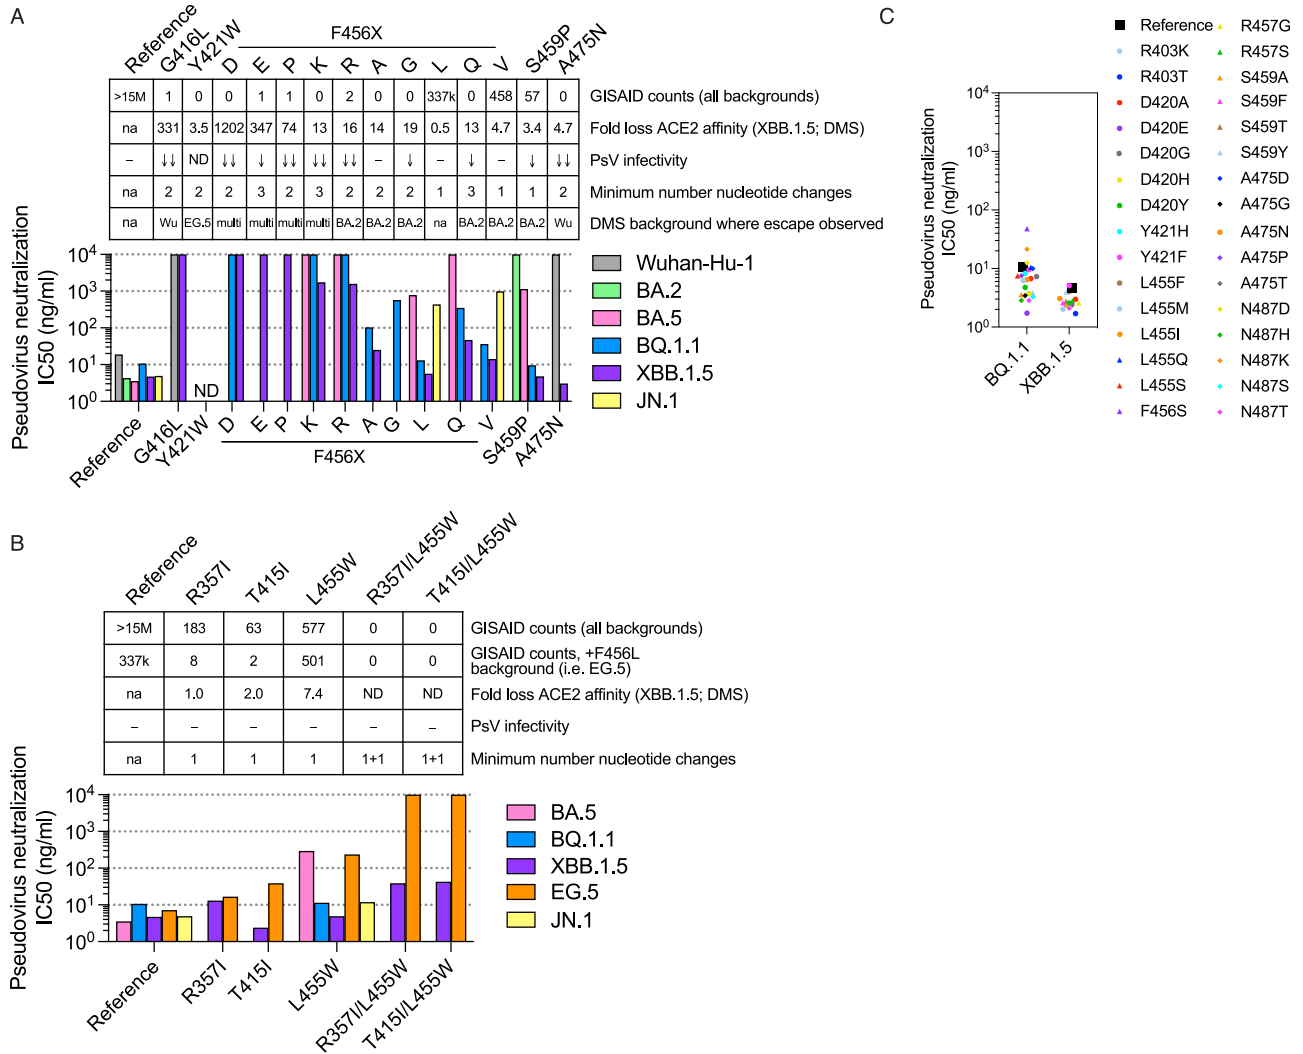 A
F456X
Reference G416L Y421W D E P K R A G L Q V S459P A475N
>15M 1 0 0 1 1 0 2 0 0 337k 0 458 57 0 GISAID counts (all backgrounds)
na 331 3.5 1202 347 74 13 16 14 19 0.5 13 4.7 3.4 4.7 Fold loss ACE2 affinity (XBB.1.5; DMS)
– ↓↓ ND ↓↓ ↓ ↓↓ ↓↓ ↓↓ – ↓ – ↓ – ↓ ↓↓ PsV infectivity
na 2 2 2 3 2 3 2 2 2 1 3 1 1 2 Minimum number nucleotide changes
na Wu EG.5 multi multi multi multi BA.2 BA.2 BA.2 na BA.2 BA.2 BA.2 Wu DMS background where escape observed
Pseudovirus neutralization
IC50 (ng/ml)
10⁴
10³
10²
10¹
10⁰
ND
Reference G416L Y421W D E P K R A G L Q V S459P A475N
F456X
Wuhan-Hu-1
BA.2
BA.5
BQ.1.1
XBB.1.5
JN.1
B
Reference R357I T415I L455W R357I/L455W T415I/L455W
>15M 183 63 577 0 0 GISAID counts (all backgrounds)
337k 8 2 501 0 0 GISAID counts, +F456L
background (i.e. EG.5)
na 1.0 2.0 7.4 ND ND Fold loss ACE2 affinity (XBB.1.5; DMS)
– – – – – – PsV infectivity
na 1 1 1 1+1 1+1 Minimum number nucleotide changes
Pseudovirus neutralization
IC50 (ng/ml)
10⁴
10³
10²
10¹
10⁰
Reference R357I T415I L455W R357I/L455W T415I/L455W
BA.5
BQ.1.1
XBB.1.5
EG.5
JN.1
C
Pseudovirus neutralization
IC50 (ng/ml)
10⁴
10³
10²
10¹
10⁰
BQ.1.1 XBB.1.5
Reference
R403K
R403T
D420A
D420E
D420G
D420H
D420Y
Y421H
Y421F
L455F
L455M
L455I
L455Q
L455S
F456S
R457G
R457S
S459A
S459F
S459T
S459Y
A475D
A475G
A475N
A475P
A475T
N487D
N487H
N487K
N487S
N487T